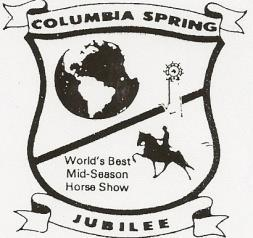 COLUMBIA SPRING
World's Best
Mid-Season
Horse Show
JUBILEE